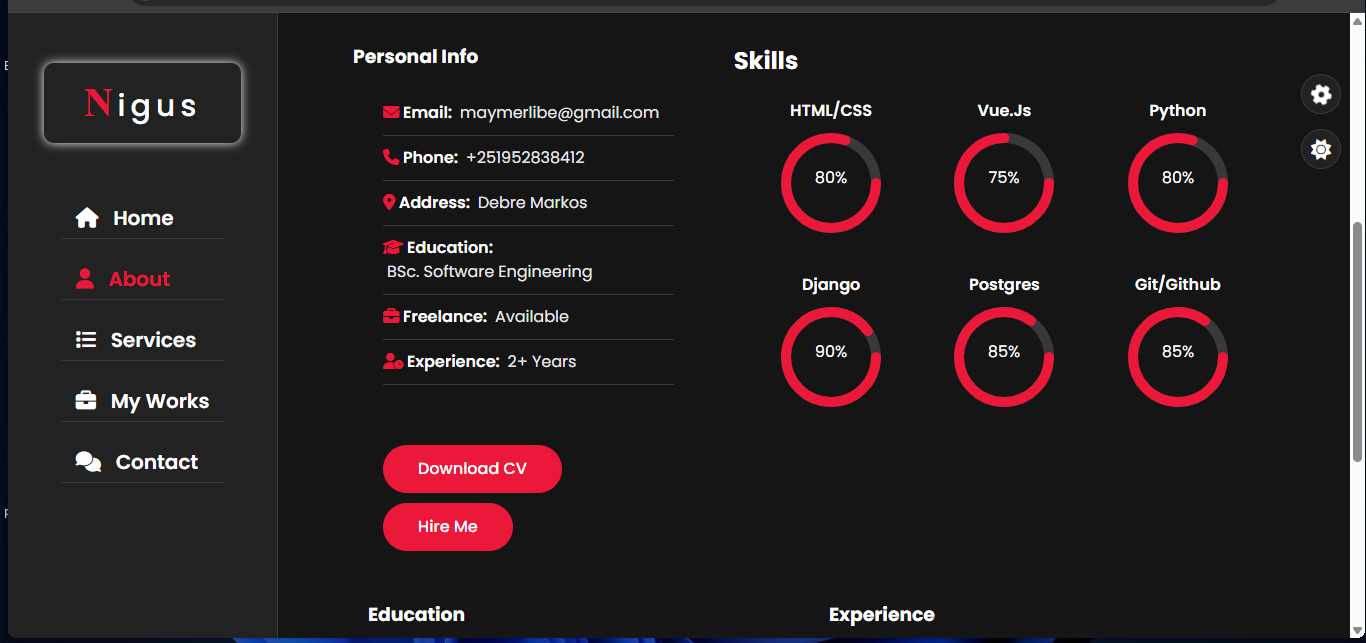 Nigus
Home
About
Services
My Works
Contact
Personal Info
Email: maymerlibe@gmail.com
Phone: +251952838412
Address: Debre Markos
Education:
BSc. Software Engineering
Freelance: Available
Experience: 2+ Years
Download CV
Hire Me
Skills
HTML/CSS Vue.Js Python
80% 75% 80%
Django Postgres Git/Github
90% 85% 85%
Education Experience